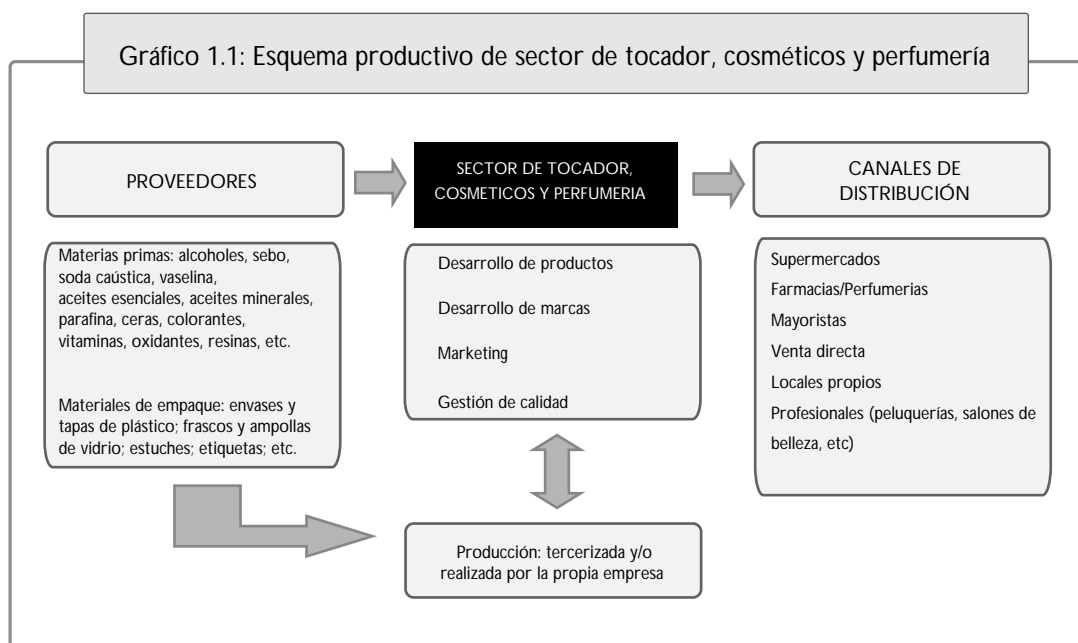 Gráfico 1.1: Esquema productivo de sector de tocador, cosméticos y perfumería
PROVEEDORES
SECTOR DE TOCADOR,
COSMETICOS Y PERFUMERIA
CANALES DE
DISTRIBUCIÓN
Materias primas: alcoholes, sebo,
soda caústica, vaselina,
aceites esenciales, aceites minerales,
parafina, ceras, colorantes,
vitaminas, oxidantes, resinas, etc.
Materiales de empaque: envases y
tapas de plástico; frascos y ampollas
de vidrio; estuches; etiquetas; etc.
Desarrollo de productos
Desarrollo de marcas
Marketing
Gestión de calidad
Supermercados
Farmacias/Perfumerias
Mayoristas
Venta directa
Locales propios
Profesionales (peluquerías, salones de
belleza, etc)
Producción: tercerizada y/o
realizada por la propia empresa